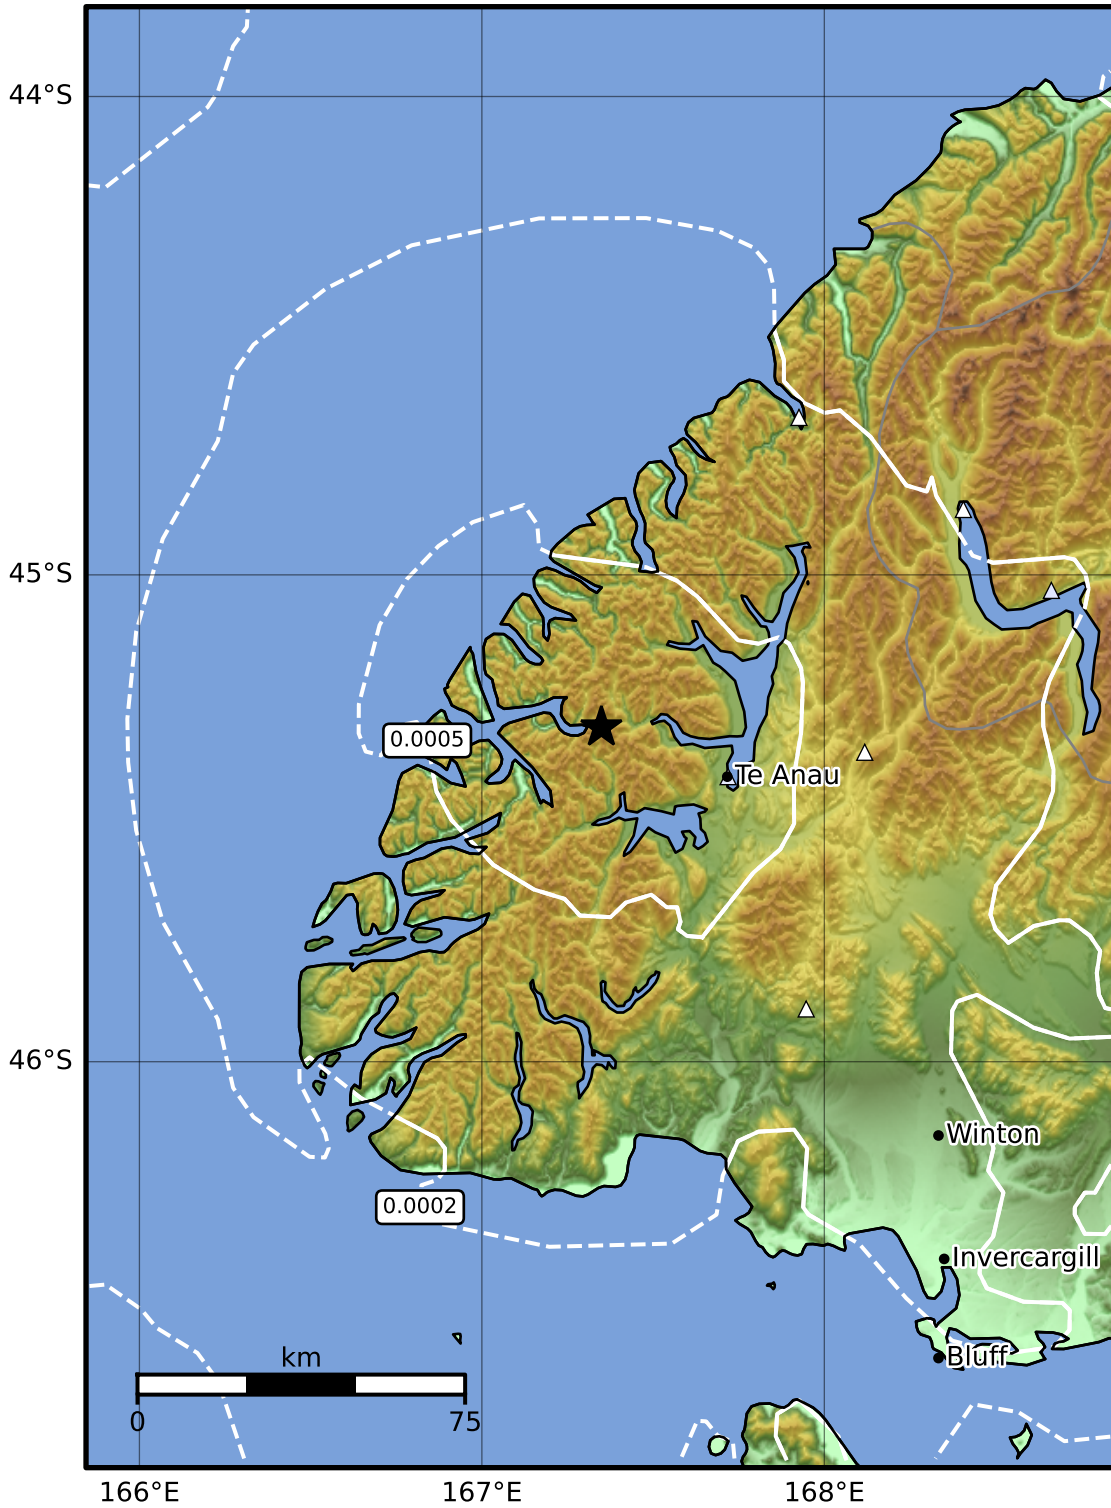 44°S
45°S
0.0005
Te Anau
46°S
Winton
0.0002
Invercargill
km
Bluff
0
75
166°E
167°E
168°E